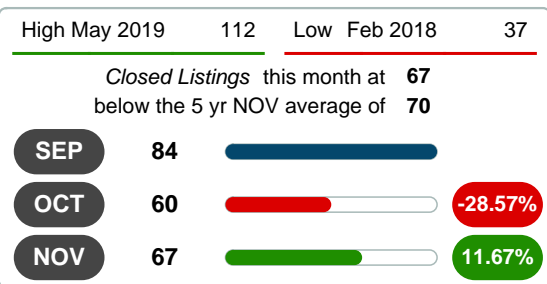 High May 2019 112 Low Feb 2018 37
Closed Listings this month at 67
below the 5 yr NOV average of 70
SEP 84
OCT 60 -28.57%
NOV 67 11.67%